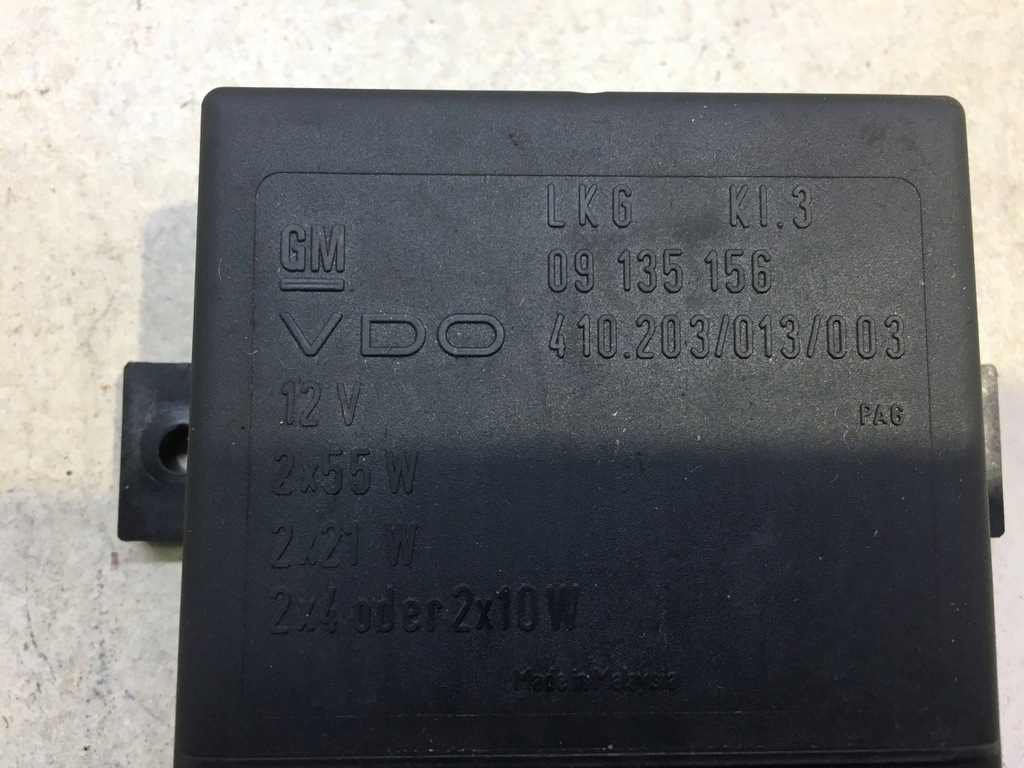 LKG KI.3
GM
09 135 156
VDO 410.203/013/003
12 V
PAG
2x55 W
2x21 W
2x4 oder 2x10 W
Made in Malaysia